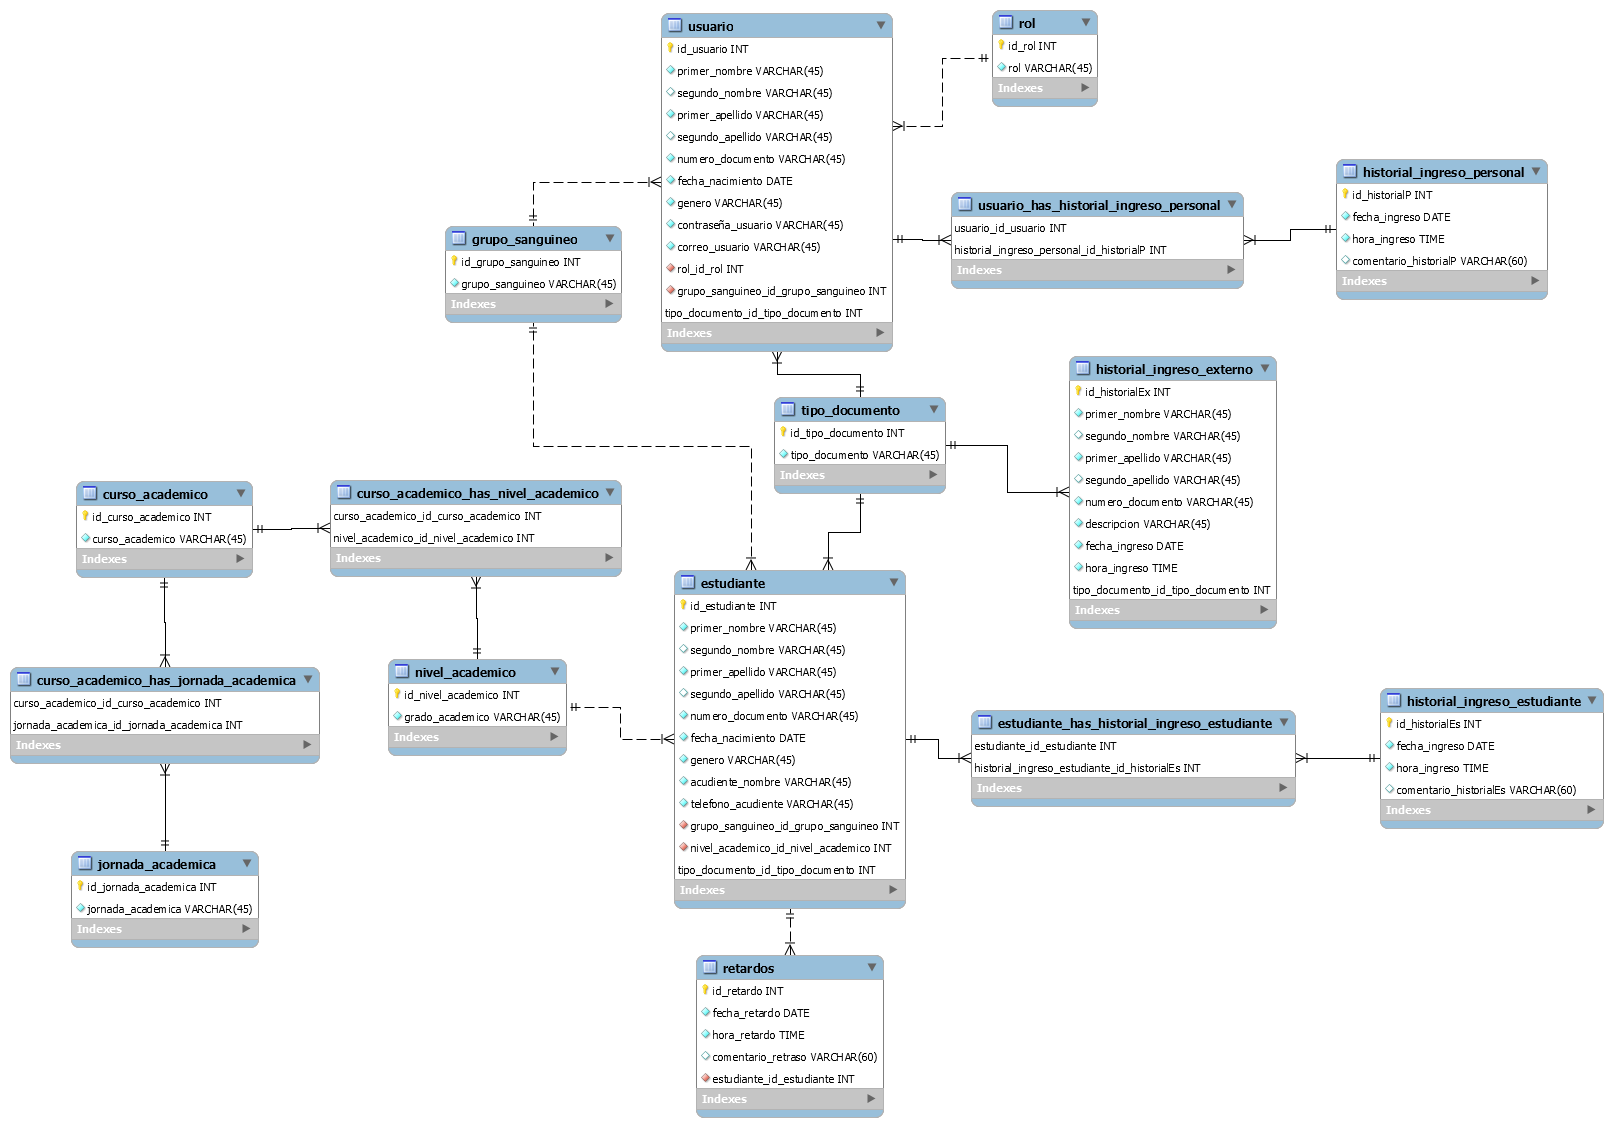 usuario
id_usuario INT
primer_nombre VARCHAR(45)
segundo_nombre VARCHAR(45)
primer_apellido VARCHAR(45)
segundo_apellido VARCHAR(45)
numero_documento VARCHAR(45)
fecha_nacimiento DATE
genero VARCHAR(45)
contraseña_usuario VARCHAR(45)
correo_usuario VARCHAR(45)
rol_id_rol INT
grupo_sanguineo_id_grupo_sanguineo INT
tipo_documento_id_tipo_documento INT
Indexes
rol
id_rol INT
rol VARCHAR(45)
Indexes
usuario_has_historial_ingreso_personal
usuario_id_usuario INT
historial_ingreso_personal_id_historialP INT
Indexes
historial_ingreso_personal
id_historialP INT
fecha_ingreso DATE
hora_ingreso TIME
comentario_historialP VARCHAR(60)
Indexes
grupo_sanguineo
id_grupo_sanguineo INT
grupo_sanguineo VARCHAR(45)
Indexes
tipo_documento
id_tipo_documento INT
tipo_documento VARCHAR(45)
Indexes
historial_ingreso_externo
id_historialEx INT
primer_nombre VARCHAR(45)
segundo_nombre VARCHAR(45)
primer_apellido VARCHAR(45)
segundo_apellido VARCHAR(45)
numero_documento VARCHAR(45)
descripcion VARCHAR(45)
fecha_ingreso DATE
hora_ingreso TIME
tipo_documento_id_tipo_documento INT
Indexes
curso_academico
id_curso_academico INT
curso_academico VARCHAR(45)
Indexes
curso_academico_has_nivel_academico
curso_academico_id_curso_academico INT
nivel_academico_id_nivel_academico INT
Indexes
curso_academico_has_jornada_academica
curso_academico_id_curso_academico INT
jornada_academica_id_jornada_academica INT
Indexes
nivel_academico
id_nivel_academico INT
grado_academico VARCHAR(45)
Indexes
estudiante
id_estudiante INT
primer_nombre VARCHAR(45)
segundo_nombre VARCHAR(45)
primer_apellido VARCHAR(45)
segundo_apellido VARCHAR(45)
numero_documento VARCHAR(45)
fecha_nacimiento DATE
genero VARCHAR(45)
acudiente_nombre VARCHAR(45)
telefono_acudiente VARCHAR(45)
grupo_sanguineo_id_grupo_sanguineo INT
nivel_academico_id_nivel_academico INT
tipo_documento_id_tipo_documento INT
Indexes
estudiante_has_historial_ingreso_estudiante
estudiante_id_estudiante INT
historial_ingreso_estudiante_id_historialEs INT
Indexes
historial_ingreso_estudiante
id_historialEs INT
fecha_ingreso DATE
hora_ingreso TIME
comentario_historialEs VARCHAR(60)
Indexes
jornada_academica
id_jornada_academica INT
jornada_academica VARCHAR(45)
Indexes
retardos
id_retardo INT
fecha_retardo DATE
hora_retardo TIME
comentario_retraso VARCHAR(60)
estudiante_id_estudiante INT
Indexes